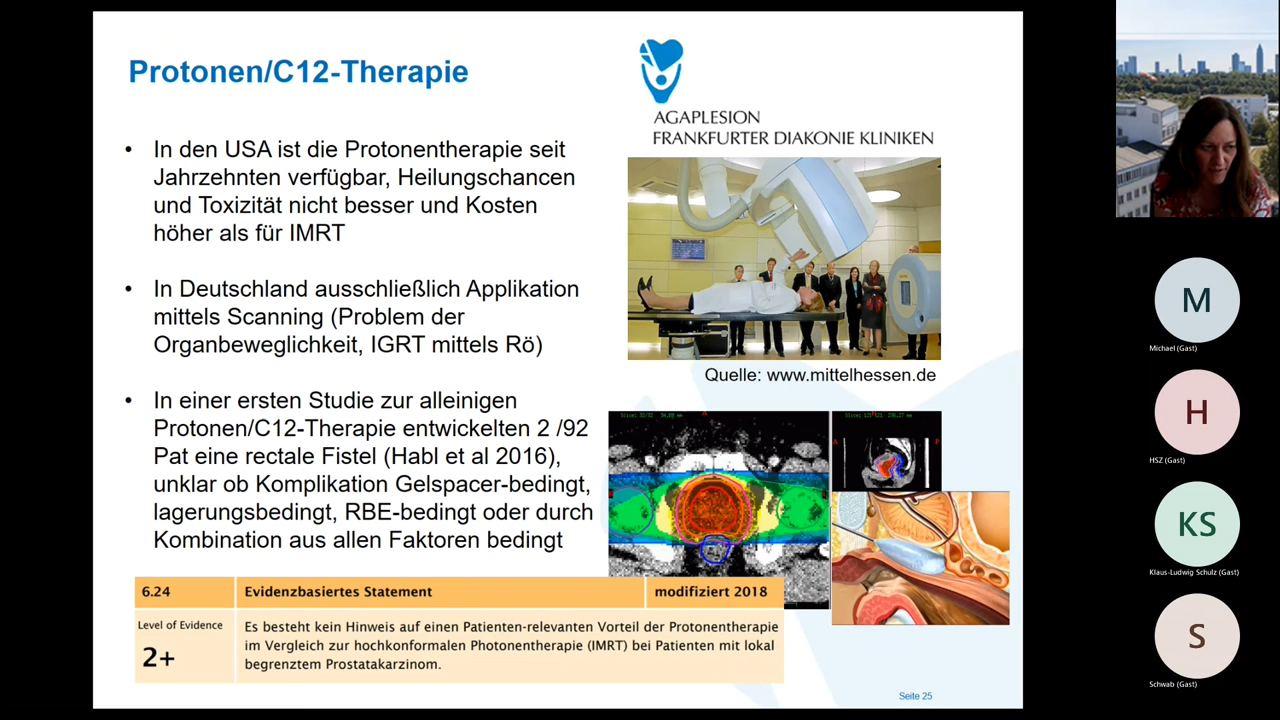 Protonen/C12-Therapie
AGAPLESION
FRANKFURTER DIAKONIE KLINIKEN
• In den USA ist die Protonentherapie seit
Jahrzehnten verfügbar, Heilungschancen
und Toxizität nicht besser und Kosten
höher als für IMRT
• In Deutschland ausschließlich Applikation
mittels Scanning (Problem der
Organbeweglichkeit, IGRT mittels Rö)
• In einer ersten Studie zur alleinigen
Protonen/C12-Therapie entwickelten 2 /92
Pat eine rectale Fistel (Habl et al 2016),
unklar ob Komplikation Gelspacer-bedingt,
lagerungsbedingt, RBE-bedingt oder durch
Kombination aus allen Faktoren bedingt
Quelle: www.mittelhessen.de
6.24
Evidenzbasiertes Statement
modifiziert 2018
Level of Evidence
2+
Es besteht kein Hinweis auf einen Patienten-relevanten Vorteil der Protonentherapie
im Vergleich zur hochkonformalen Photonentherapie (IMRT) bei Patienten mit lokal
begrenztem Prostatakarzinom.
Seite 25
M
Michael (Gast)
H
HSZ (Gast)
KS
Klaus-Ludwig Schulz (Gast)
S
Schwab (Gast)